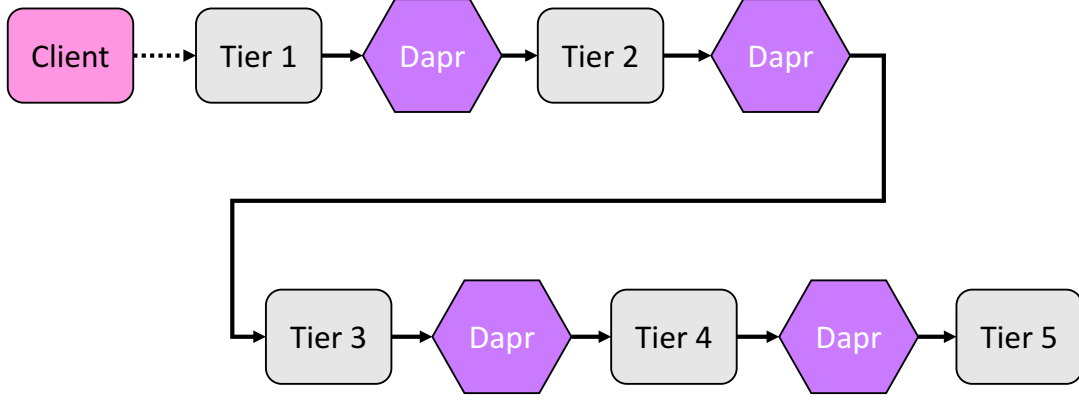 Client
Tier 1
Dapr
Tier 2
Dapr
Tier 3
Dapr
Tier 4
Dapr
Tier 5